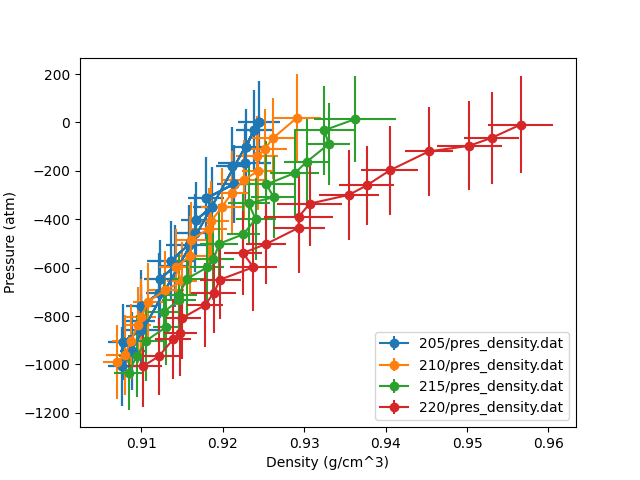 200
0
−200
−400
−600
−800
−1000
−1200
Pressure (atm)
205/pres_density.dat
210/pres_density.dat
215/pres_density.dat
220/pres_density.dat
0.91 0.92 0.93 0.94 0.95 0.96
Density (g/cm^3)